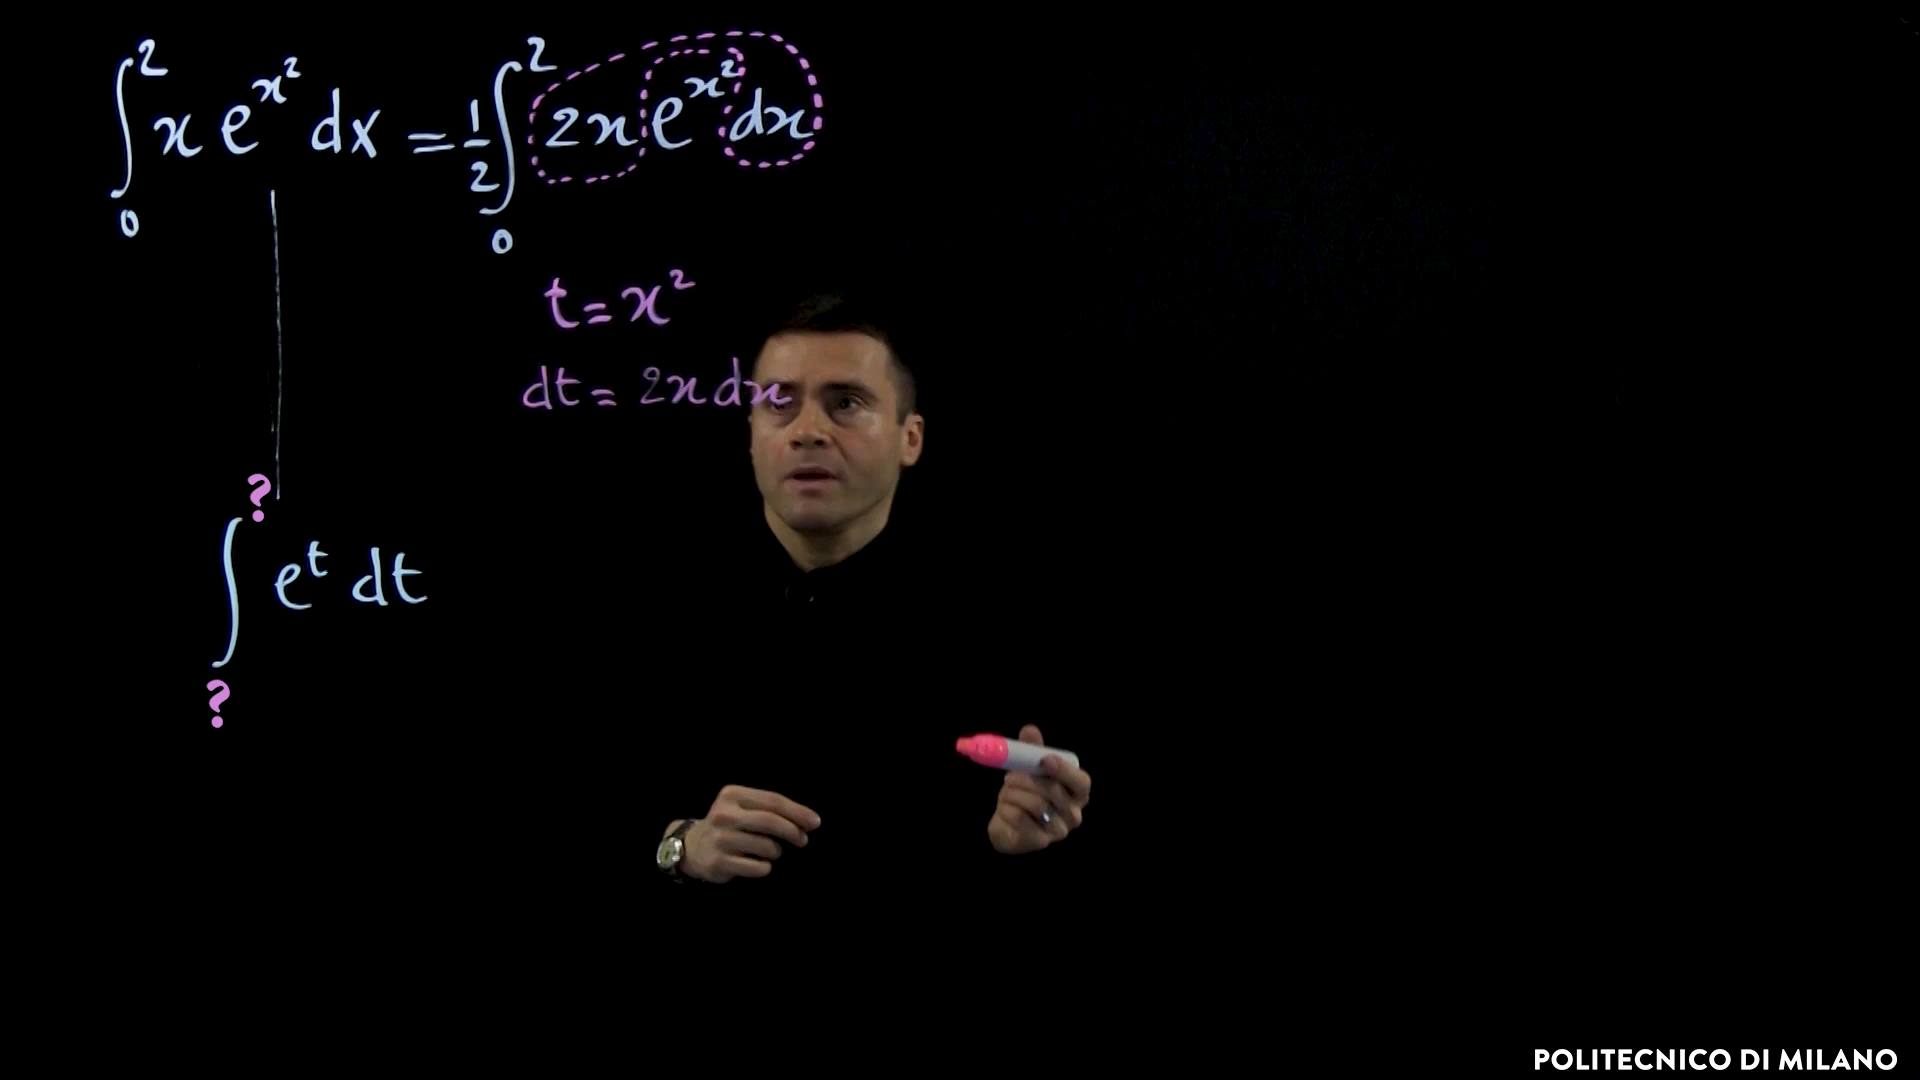 ∫₀² x e^{x²} dx = 1/2 ∫₀² 2x e^{x²} dx
t = x²
dt = 2x dx
∫_?^? e^t dt
POLITECNICO DI MILANO